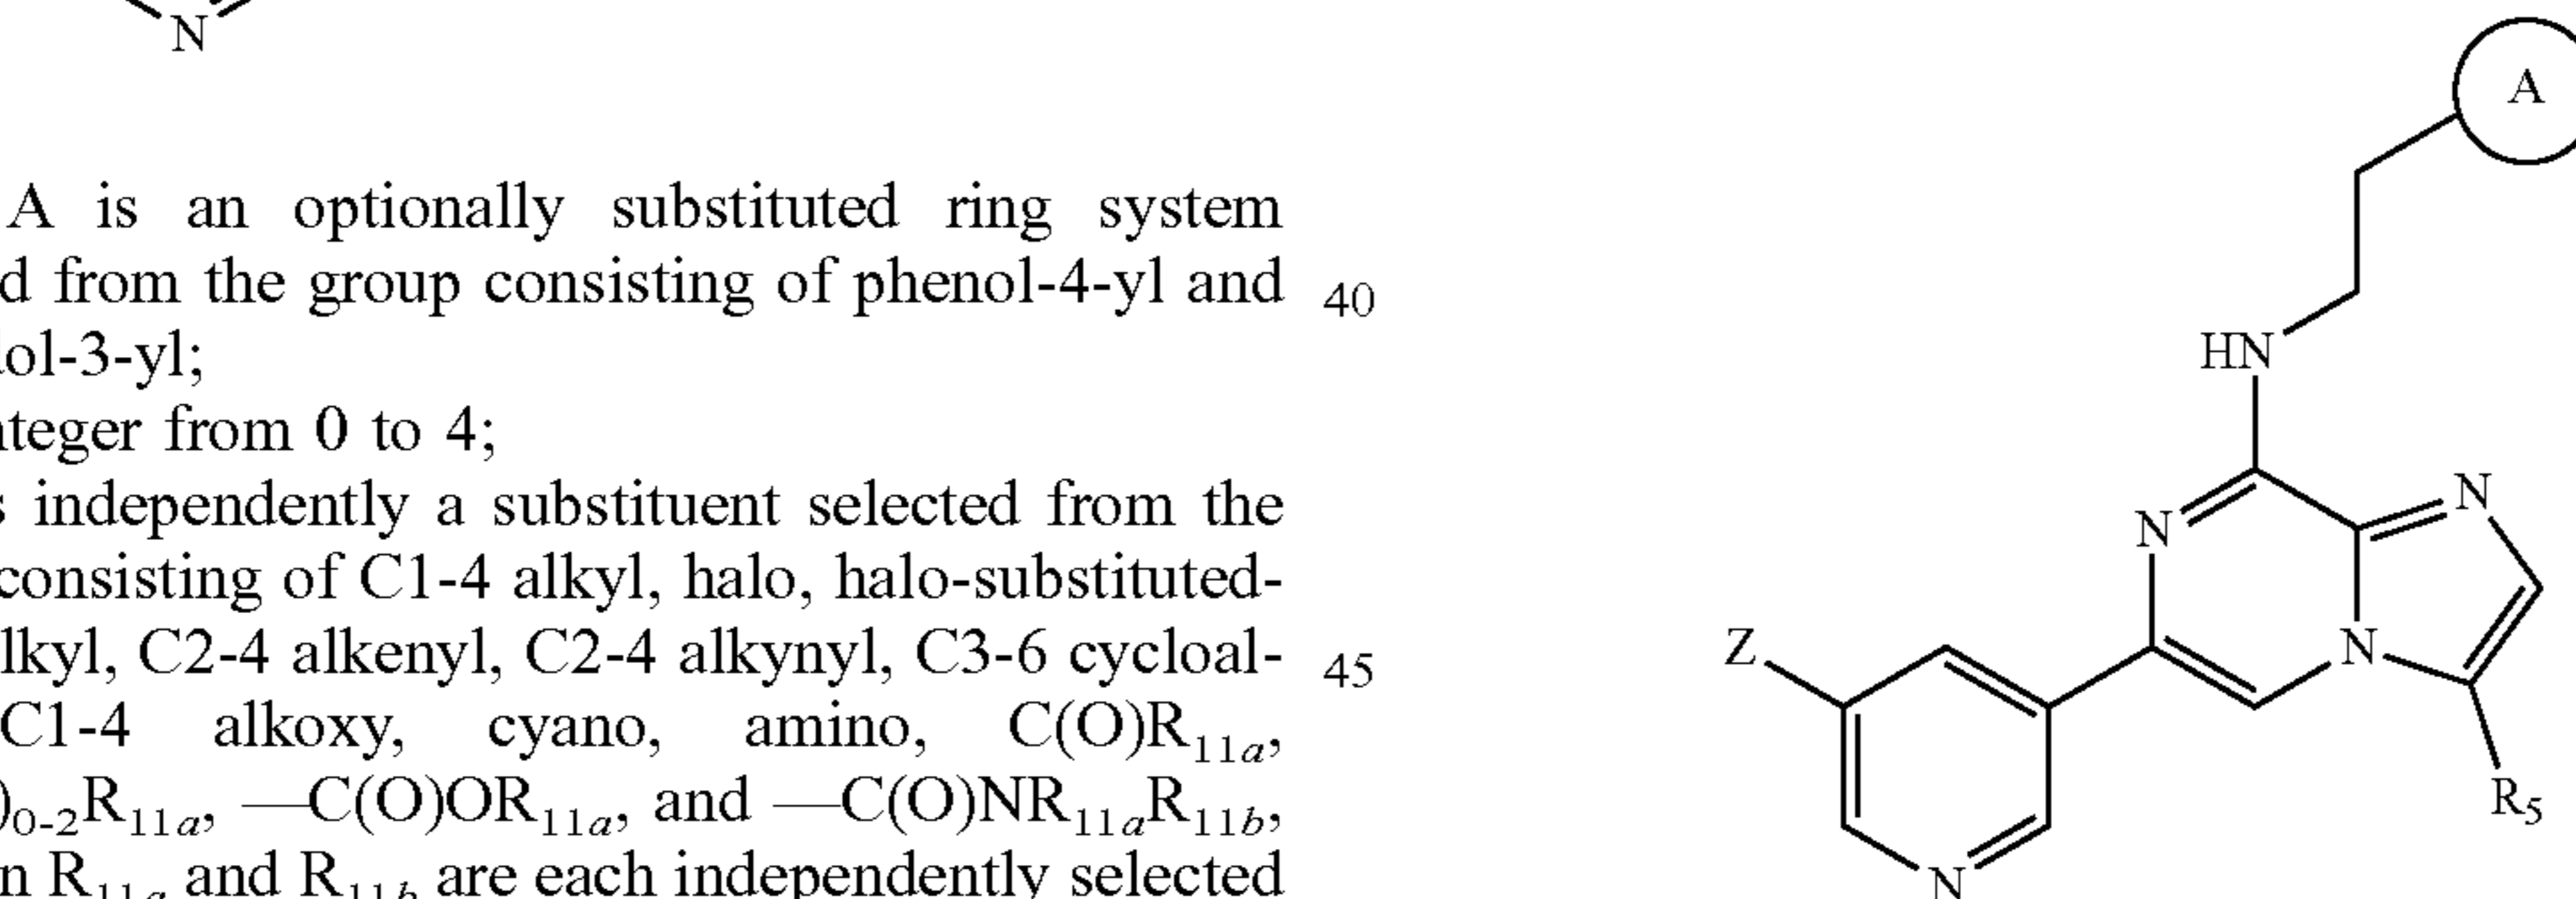 N
A is an optionally substituted ring system
d from the group consisting of phenol-4-yl and
40
ol-3-yl;
nteger from 0 to 4;
s independently a substituent selected from the
consisting of C1-4 alkyl, halo, halo-substituted-
lkyl, C2-4 alkenyl, C2-4 alkynyl, C3-6 cycloal-
45
C1-4 alkoxy, cyano, amino, C(O)R₁₁ₐ,
)₀₋₂R₁₁ₐ, —C(O)OR₁₁ₐ, and —C(O)NR₁₁ₐR₁₁b,
n R₁₁ₐ and R₁₁b are each independently selected
A
HN
N
N
Z
N
R₅
N